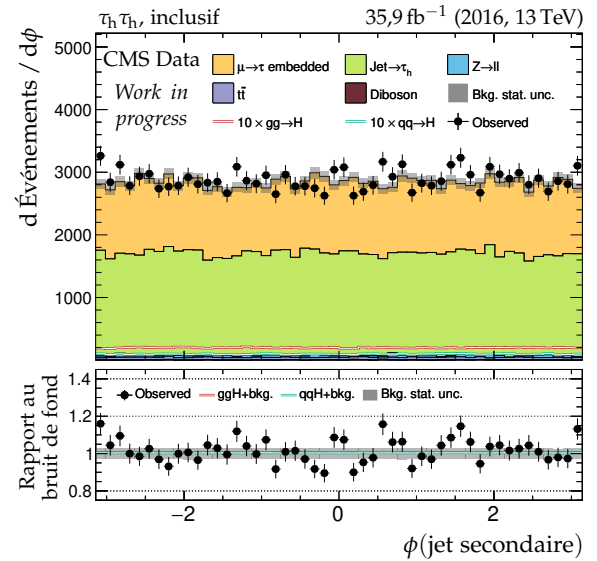 τₕτₕ, inclusif 35,9 fb⁻¹ (2016, 13 TeV)
CMS Data
Work in
progress
μ→τ embedded Jet→τₕ Z→ll
tt̄ Diboson Bkg. stat. unc.
10 × gg→H 10 × qq→H Observed
d Événements / dϕ
5000
4000
3000
2000
1000
Observed ggH+bkg. qqH+bkg. Bkg. stat. unc.
Rapport au
bruit de fond
1.4
1.2
1.0
0.8
−2 0 2
ϕ(jet secondaire)